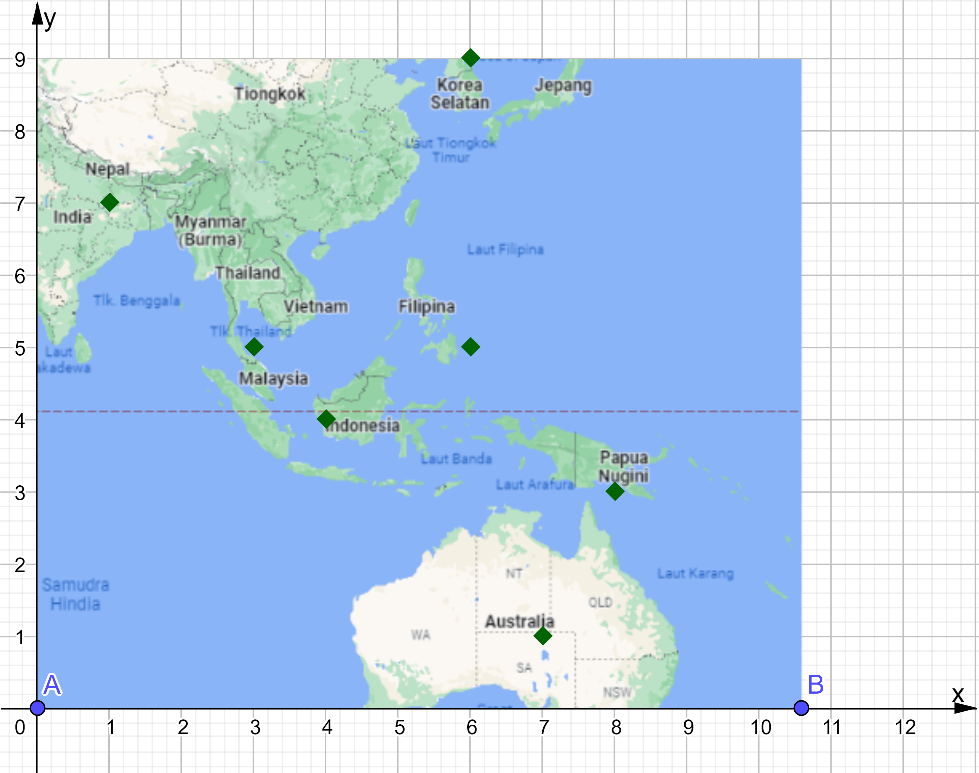 y
9
Tiongkok
Korea
Selatan
Jepang
8
Laut Tiongkok
Timur
Nepal
7
India
Myanmar
(Burma)
Laut Filipina
6
Thailand
Tlk. Benggala
Vietnam
Filipina
Tlk. Thailand
5
Laut
akadewa
Malaysia
4
Indonesia
Laut Banda
Papua
Nugini
3
Laut Arafura
2
NT
Laut Karang
Samudra
Hindia
QLD
Australia
1
WA
SA
NSW
A
B
x
0 1 2 3 4 5 6 7 8 9 10 11 12